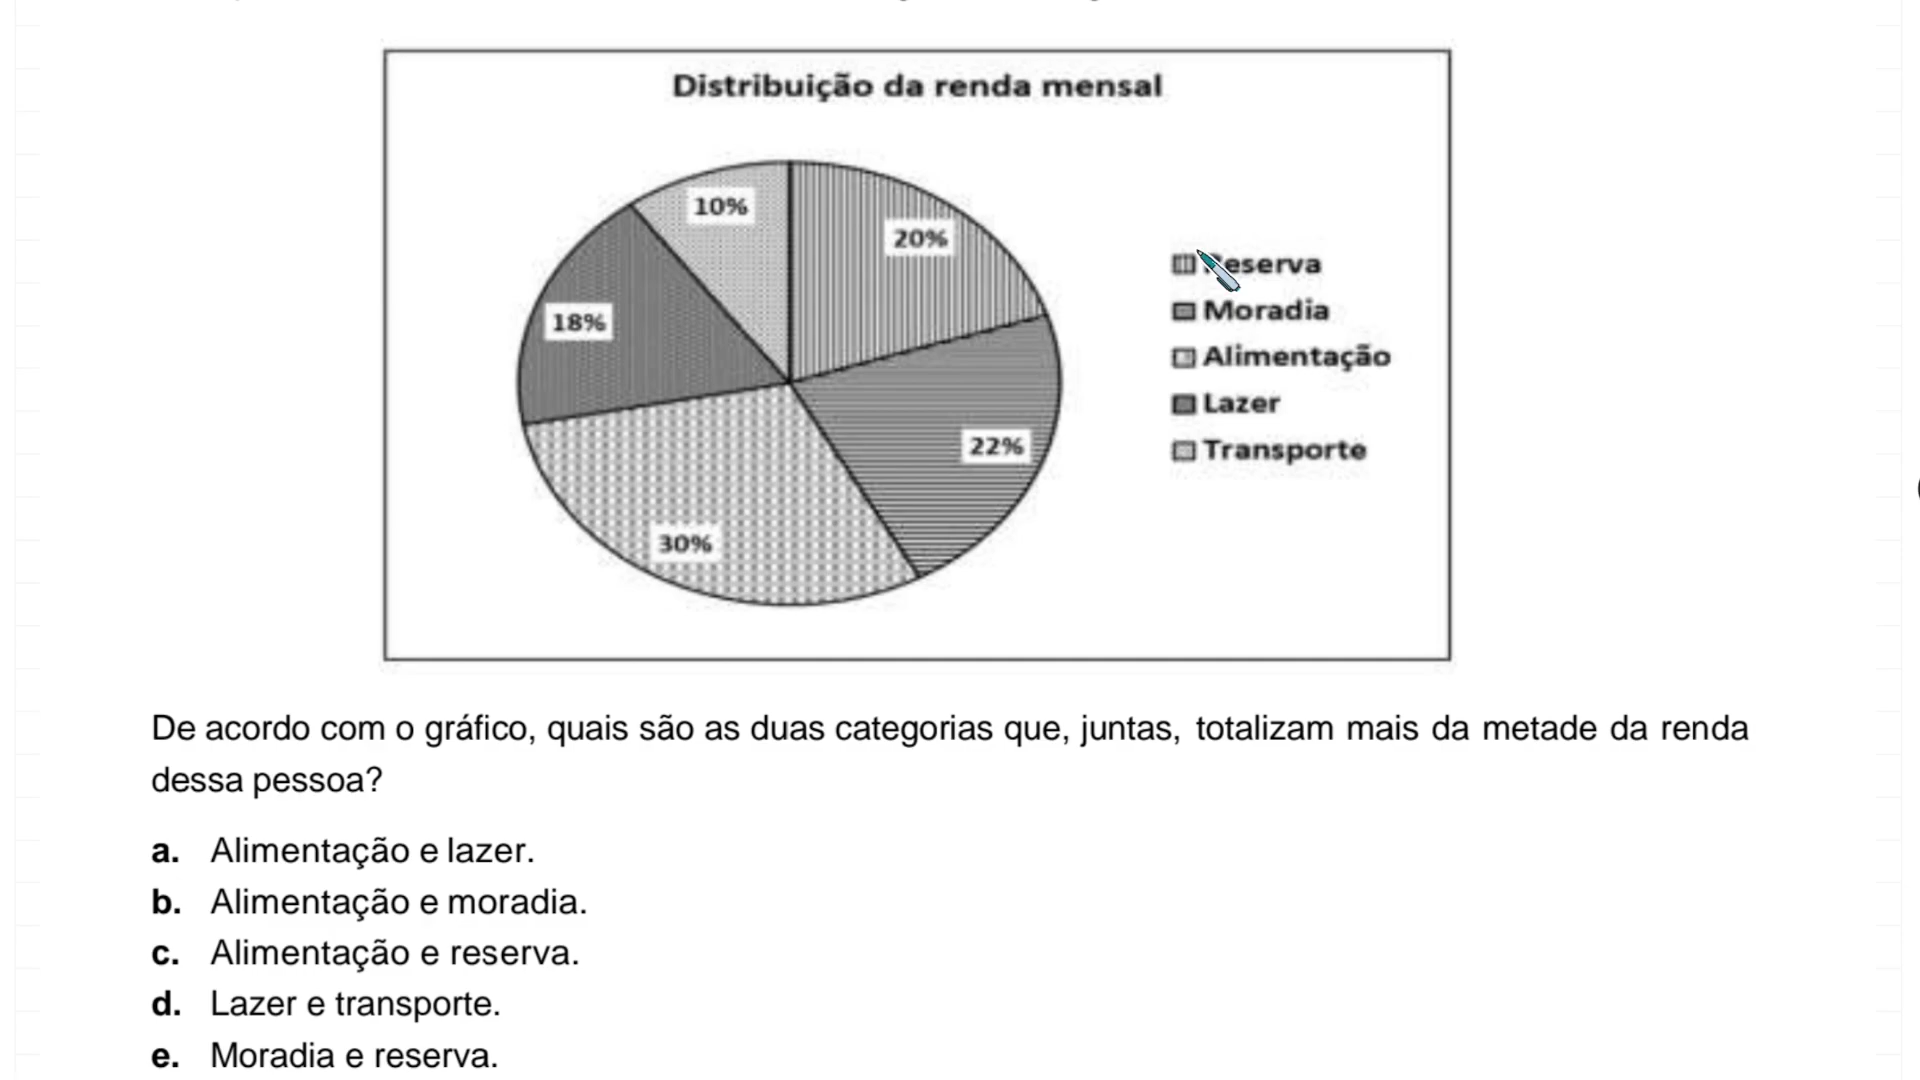 Distribuição da renda mensal
10%
20%
18%
22%
30%
eserva
Moradia
Alimentação
Lazer
Transporte
De acordo com o gráfico, quais são as duas categorias que, juntas, totalizam mais da metade da renda
dessa pessoa?
a. Alimentação e lazer.
b. Alimentação e moradia.
c. Alimentação e reserva.
d. Lazer e transporte.
e. Moradia e reserva.